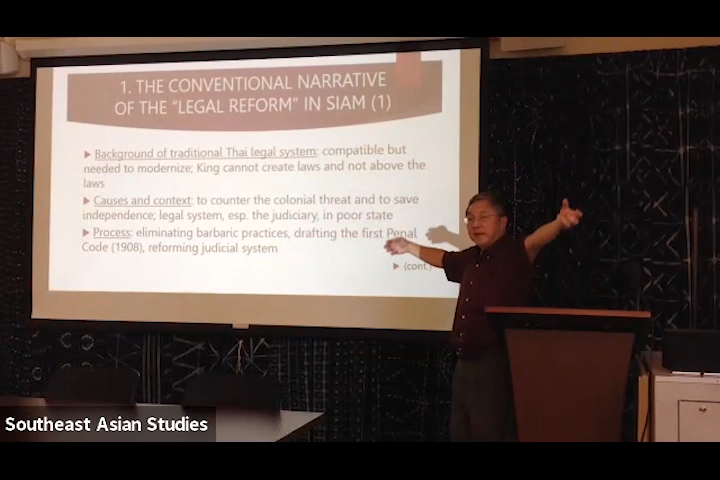 1. THE CONVENTIONAL NARRATIVE
OF THE “LEGAL REFORM” IN SIAM (1)
▶ Background of traditional Thai legal system: compatible but
needed to modernize; King cannot create laws and not above the
laws
▶ Causes and context: to counter the colonial threat and to save
independence; legal system, esp. the judiciary, in poor state
▶ Process: eliminating barbaric practices, drafting the first Penal
Code (1908), reforming judicial system
▶ (cont.)
Southeast Asian Studies